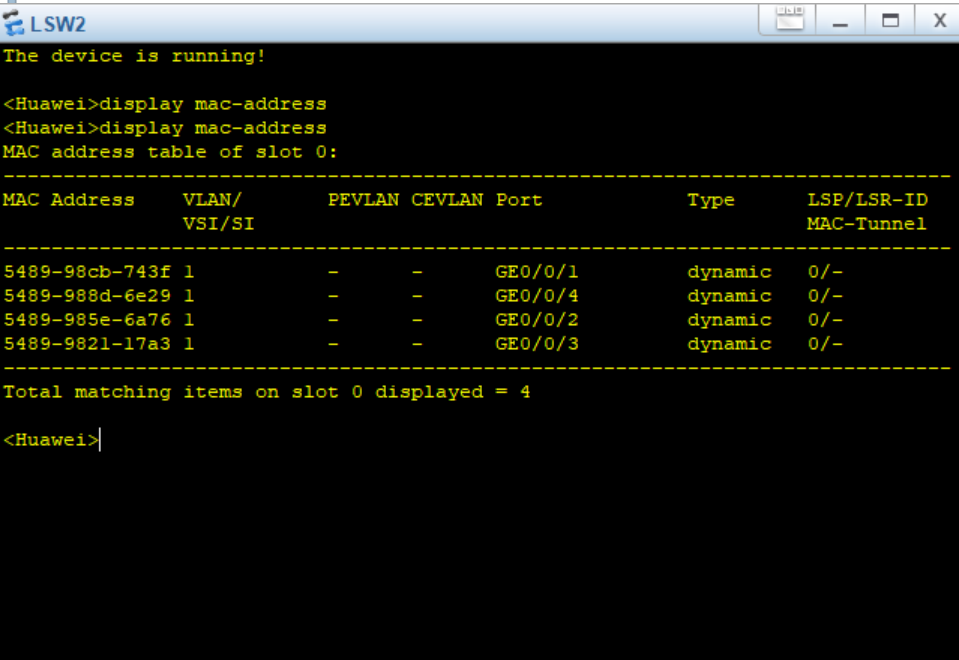 LSW2
The device is running!
<Huawei>display mac-address
<Huawei>display mac-address
MAC address table of slot 0:
-------------------------------------------------------------------------------
MAC Address    VLAN/       PEVLAN CEVLAN Port            Type      LSP/LSR-ID
               VSI/SI                                              MAC-Tunnel
-------------------------------------------------------------------------------
5489-98cb-743f 1           -      -      GE0/0/1         dynamic   0/-
5489-988d-6e29 1           -      -      GE0/0/4         dynamic   0/-
5489-985e-6a76 1           -      -      GE0/0/2         dynamic   0/-
5489-9821-17a3 1           -      -      GE0/0/3         dynamic   0/-
-------------------------------------------------------------------------------
Total matching items on slot 0 displayed = 4
<Huawei>